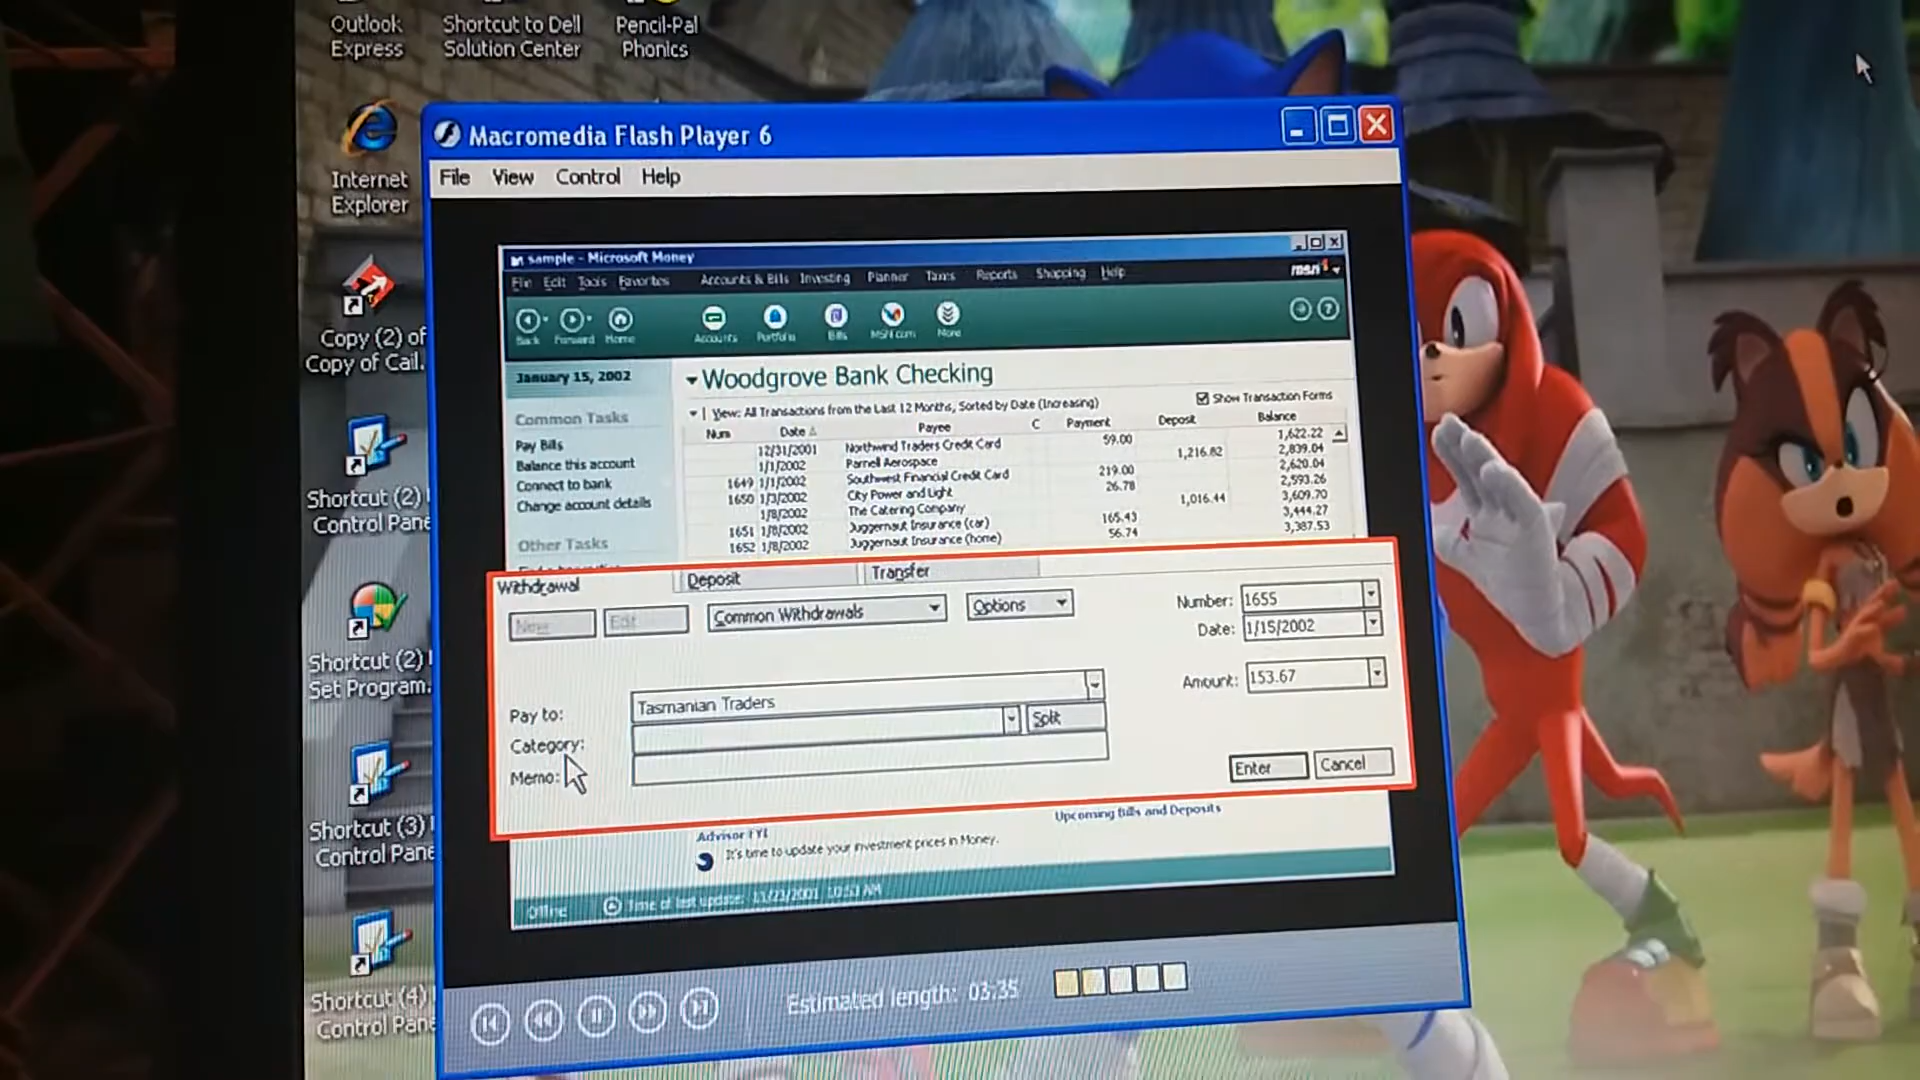 Outlook
Express
Shortcut to Dell
Solution Center
Pencil-Pal
Phonics
Internet
Explorer
Copy (2) of
Copy of Cail.
Shortcut (2)
Control Pane
Shortcut (2)
Set Program.
Shortcut (3)
Control Pane
Shortcut (4)
Control Pane
Macromedia Flash Player 6
File View Control Help
sample - Microsoft Money
File Edit Tools Favorites Accounts & Bills Investing Planner Taxes Reports Shopping Help
msn
Back Forward Home Accounts Portfolio Bills MSN.com More
January 15, 2002
Common Tasks
Pay Bills
Balance this account
Connect to bank
Change account details
Other Tasks
Woodgrove Bank Checking
View: All Transactions from the Last 12 Months, Sorted by Date (Increasing)
Show Transaction Forms
Num Date Payee C Payment Deposit Balance
12/31/2001 Northwind Traders Credit Card 59.00 1,622.22
1/1/2002 Parnell Aerospace 1,216.82 2,839.04
1649 1/1/2002 Southwest Financial Credit Card 219.00 2,620.04
1650 1/3/2002 City Power and Light 26.78 2,593.26
1/8/2002 The Catering Company 1,016.44 3,609.70
1651 1/8/2002 Juggernaut Insurance (car) 165.43 3,444.27
1652 1/8/2002 Juggernaut Insurance (home) 56.74 3,387.53
Withdrawal Deposit Transfer
New Edit Common Withdrawals Options
Number: 1655
Date: 1/15/2002
Amount: 153.67
Pay to: Tasmanian Traders
Category: Split
Memo:
Enter Cancel
Advisor FYI
Upcoming Bills and Deposits
It's time to update your investment prices in Money.
Offline Time of last update: 11/23/2001 10:53 AM
Estimated length: 03:35